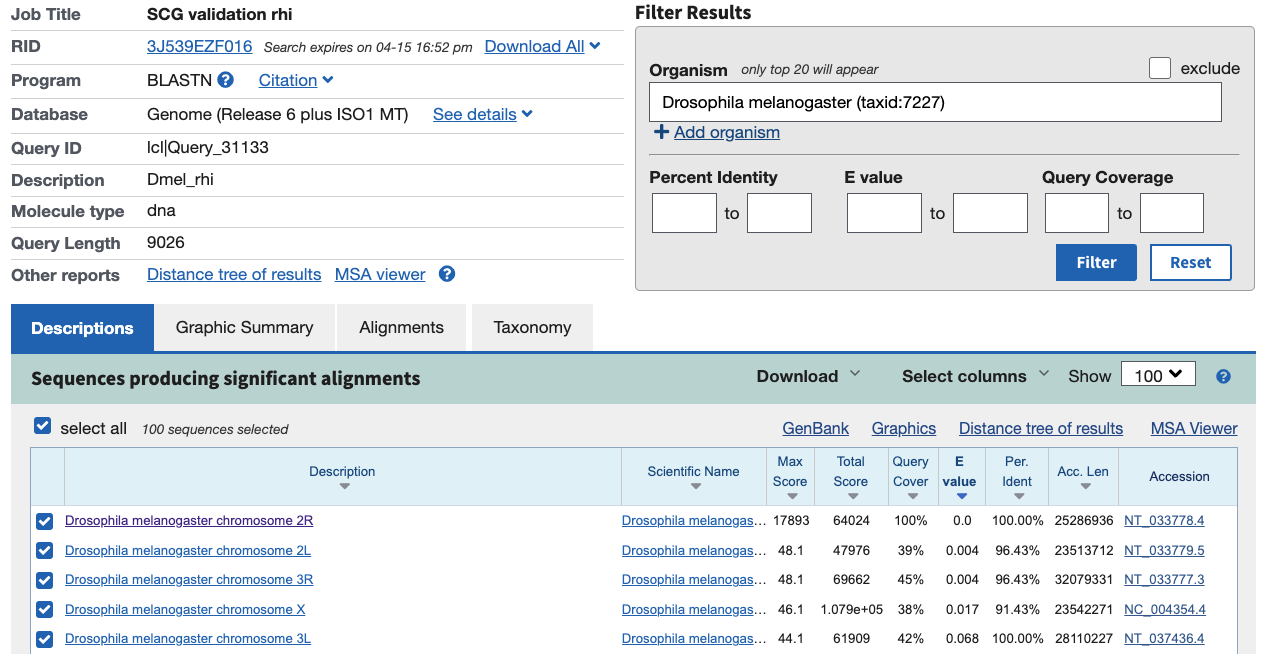 Job Title SCG validation rhi
RID 3J539EZF016 Search expires on 04-15 16:52 pm Download All
Program BLASTN ? Citation
Database Genome (Release 6 plus ISO1 MT) See details
Query ID lcl|Query_31133
Description Dmel_rhi
Molecule type dna
Query Length 9026
Other reports Distance tree of results MSA viewer ?
Filter Results
Organism only top 20 will appear exclude
Drosophila melanogaster (taxid:7227)
+ Add organism
Percent Identity E value Query Coverage
to to to
Filter Reset
Descriptions Graphic Summary Alignments Taxonomy
Sequences producing significant alignments Download Select columns Show 100 ?
select all 100 sequences selected GenBank Graphics Distance tree of results MSA Viewer
Description Scientific Name Max Score Total Score Query Cover E value Per. Ident Acc. Len Accession
Drosophila melanogaster chromosome 2R Drosophila melanogas... 17893 64024 100% 0.0 100.00% 25286936 NT_033778.4
Drosophila melanogaster chromosome 2L Drosophila melanogas... 48.1 47976 39% 0.004 96.43% 23513712 NT_033779.5
Drosophila melanogaster chromosome 3R Drosophila melanogas... 48.1 69662 45% 0.004 96.43% 32079331 NT_033777.3
Drosophila melanogaster chromosome X Drosophila melanogas... 46.1 1.079e+05 38% 0.017 91.43% 23542271 NC_004354.4
Drosophila melanogaster chromosome 3L Drosophila melanogas... 44.1 61909 42% 0.068 100.00% 28110227 NT_037436.4